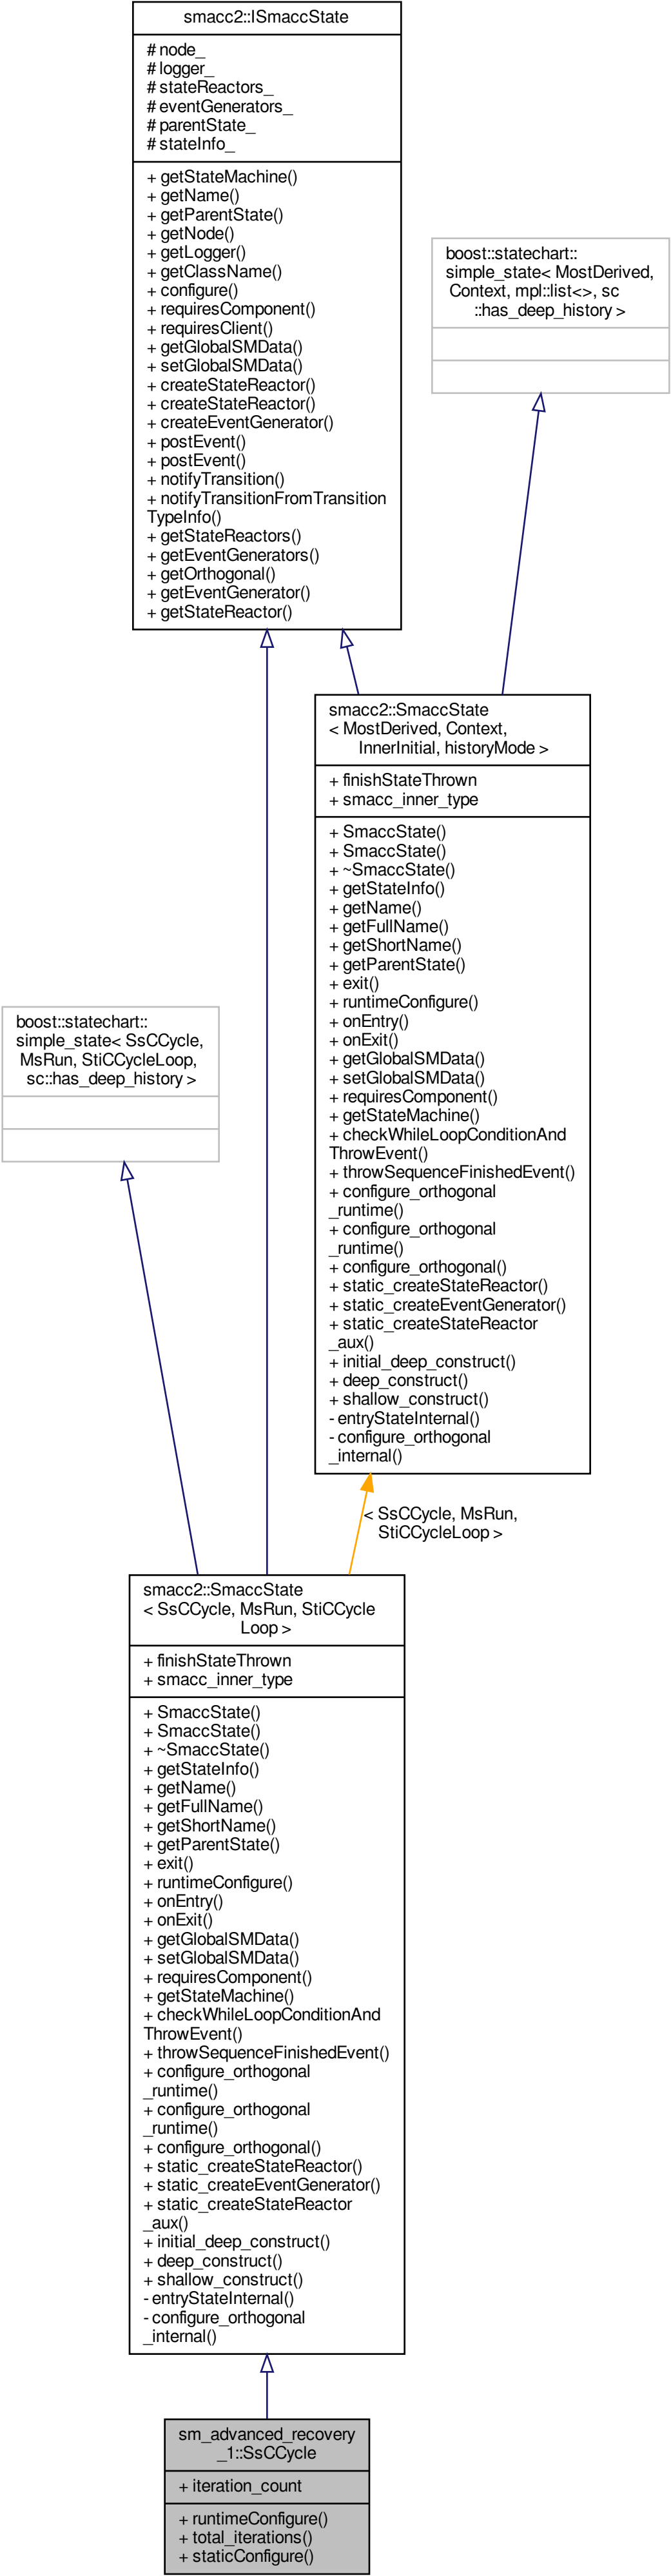 smacc2::ISmaccState
# node_
# logger_
# stateReactors_
# eventGenerators_
# parentState_
# stateInfo_
+ getStateMachine()
+ getName()
+ getParentState()
+ getNode()
+ getLogger()
+ getClassName()
+ configure()
+ requiresComponent()
+ requiresClient()
+ getGlobalSMData()
+ setGlobalSMData()
+ createStateReactor()
+ createStateReactor()
+ createEventGenerator()
+ postEvent()
+ postEvent()
+ notifyTransition()
+ notifyTransitionFromTransition
TypeInfo()
+ getStateReactors()
+ getEventGenerators()
+ getOrthogonal()
+ getEventGenerator()
+ getStateReactor()
boost::statechart::
simple_state< MostDerived,
Context, mpl::list<>, sc
::has_deep_history >
smacc2::SmaccState
< MostDerived, Context,
InnerInitial, historyMode >
+ finishStateThrown
+ smacc_inner_type
+ SmaccState()
+ SmaccState()
+ ~SmaccState()
+ getStateInfo()
+ getName()
+ getFullName()
+ getShortName()
+ getParentState()
+ exit()
+ runtimeConfigure()
+ onEntry()
+ onExit()
+ getGlobalSMData()
+ setGlobalSMData()
+ requiresComponent()
+ getStateMachine()
+ checkWhileLoopConditionAnd
ThrowEvent()
+ throwSequenceFinishedEvent()
+ configure_orthogonal
_runtime()
+ configure_orthogonal
_runtime()
+ configure_orthogonal()
+ static_createStateReactor()
+ static_createEventGenerator()
+ static_createStateReactor
_aux()
+ initial_deep_construct()
+ deep_construct()
+ shallow_construct()
- entryStateInternal()
- configure_orthogonal
_internal()
boost::statechart::
simple_state< SsCCycle,
MsRun, StiCCycleLoop,
sc::has_deep_history >
< SsCCycle, MsRun,
StiCCycleLoop >
smacc2::SmaccState
< SsCCycle, MsRun, StiCCycle
Loop >
+ finishStateThrown
+ smacc_inner_type
+ SmaccState()
+ SmaccState()
+ ~SmaccState()
+ getStateInfo()
+ getName()
+ getFullName()
+ getShortName()
+ getParentState()
+ exit()
+ runtimeConfigure()
+ onEntry()
+ onExit()
+ getGlobalSMData()
+ setGlobalSMData()
+ requiresComponent()
+ getStateMachine()
+ checkWhileLoopConditionAnd
ThrowEvent()
+ throwSequenceFinishedEvent()
+ configure_orthogonal
_runtime()
+ configure_orthogonal
_runtime()
+ configure_orthogonal()
+ static_createStateReactor()
+ static_createEventGenerator()
+ static_createStateReactor
_aux()
+ initial_deep_construct()
+ deep_construct()
+ shallow_construct()
- entryStateInternal()
- configure_orthogonal
_internal()
sm_advanced_recovery
_1::SsCCycle
+ iteration_count
+ runtimeConfigure()
+ total_iterations()
+ staticConfigure()